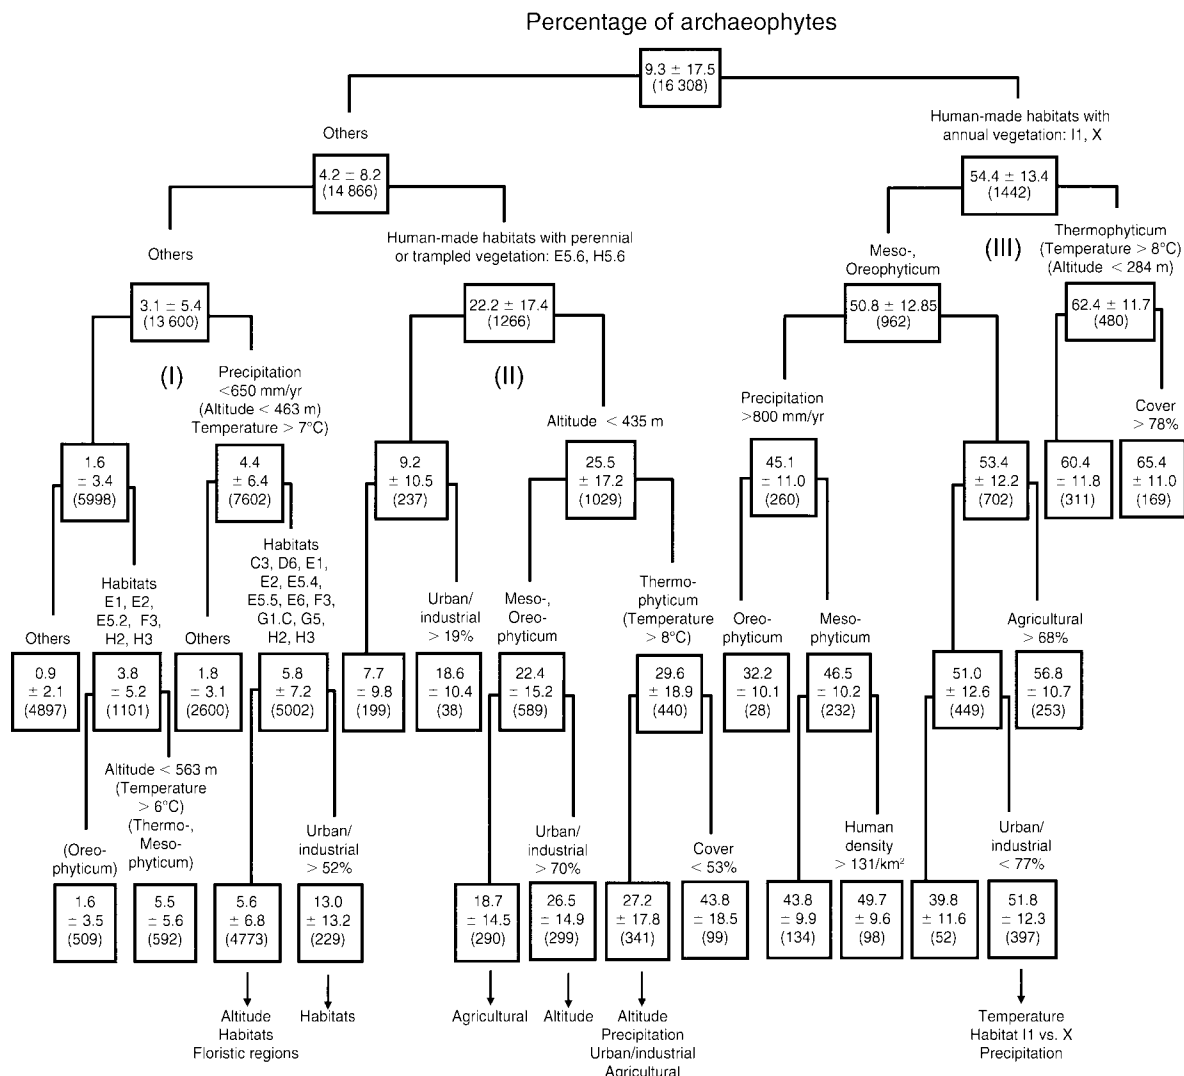 Percentage of archaeophytes
9.3 ± 17.5
(16 308)
Others
Human-made habitats with
annual vegetation: I1, X
4.2 ± 8.2
(14 866)
54.4 ± 13.4
(1442)
Others
Human-made habitats with perennial
or trampled vegetation: E5.6, H5.6
Meso-,
Oreophyticum
(III)
Thermophyticum
(Temperature > 8°C)
(Altitude < 284 m)
3.1 ± 5.4
(13 600)
22.2 ± 17.4
(1266)
50.8 ± 12.85
(962)
62.4 ± 11.7
(480)
(I)
Precipitation
<650 mm/yr
(Altitude < 463 m)
Temperature > 7°C)
(II)
Altitude < 435 m
Precipitation
>800 mm/yr
Cover
> 78%
1.6
± 3.4
(5998)
4.4
± 6.4
(7602)
9.2
± 10.5
(237)
25.5
± 17.2
(1029)
45.1
± 11.0
(260)
53.4
± 12.2
(702)
60.4
± 11.8
(311)
65.4
± 11.0
(169)
Others
Habitats
E1, E2,
E5.2, F3,
H2, H3
Others
Habitats
C3, D6, E1,
E2, E5.4,
E5.5, E6, F3,
G1.C, G5,
H2, H3
Urban/
industrial
> 19%
Meso-,
Oreo-
phyticum
Thermo-
phyticum
(Temperature
> 8°C)
Oreo-
phyticum
Meso-
phyticum
Agricultural
> 68%
0.9
± 2.1
(4897)
3.8
± 5.2
(1101)
1.8
± 3.1
(2600)
5.8
± 7.2
(5002)
7.7
± 9.8
(199)
18.6
± 10.4
(38)
22.4
± 15.2
(589)
29.6
± 18.9
(440)
32.2
± 10.1
(28)
46.5
± 10.2
(232)
51.0
± 12.6
(449)
56.8
± 10.7
(253)
(Oreo-
phyticum)
Altitude < 563 m
(Temperature
> 6°C)
(Thermo-,
Meso-
phyticum)
Urban/
industrial
> 52%
Urban/
industrial
> 70%
Cover
< 53%
Human
density
> 131/km²
Urban/
industrial
< 77%
1.6
± 3.5
(509)
5.5
± 5.6
(592)
5.6
± 6.8
(4773)
13.0
± 13.2
(229)
18.7
± 14.5
(290)
26.5
± 14.9
(299)
27.2
± 17.8
(341)
43.8
± 18.5
(99)
43.8
± 9.9
(134)
49.7
± 9.6
(98)
39.8
± 11.6
(52)
51.8
± 12.3
(397)
Altitude
Habitats
Floristic regions
Habitats
Agricultural
Altitude
Altitude
Precipitation
Urban/industrial
Agricultural
Temperature
Habitat I1 vs. X
Precipitation